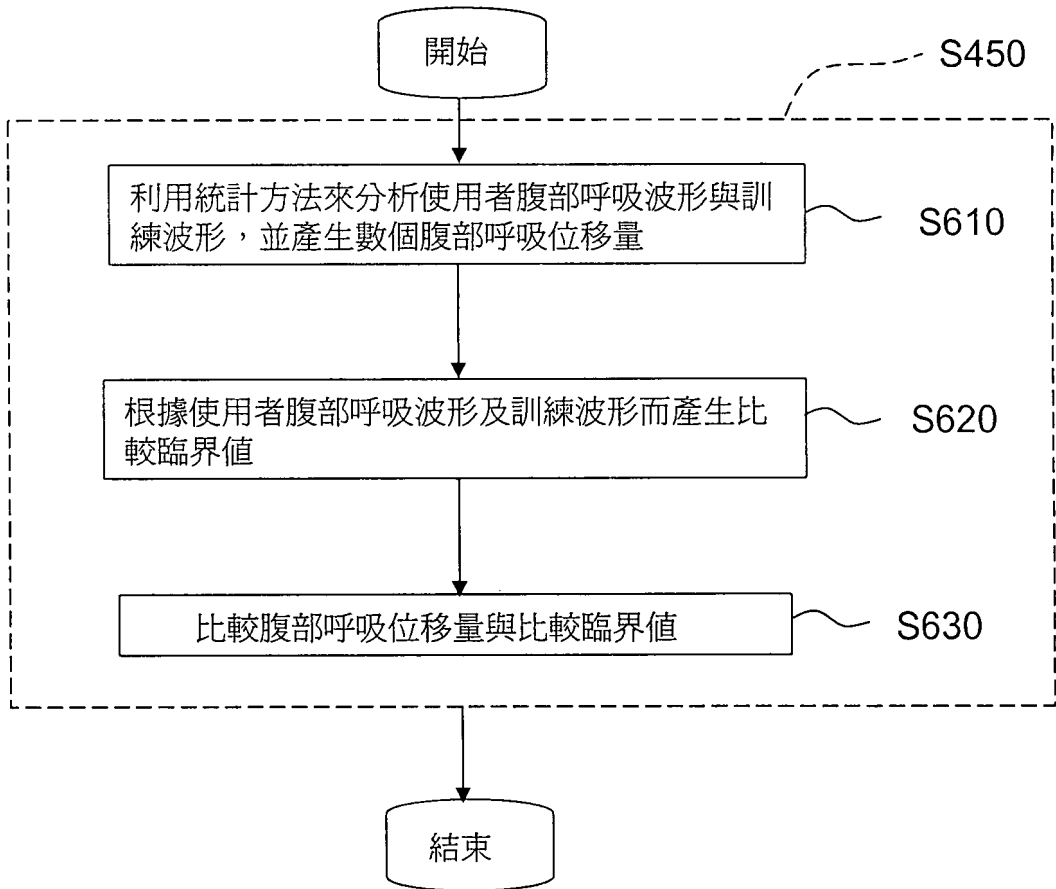 開始
S450
利用統計方法來分析使用者腹部呼吸波形與訓
練波形，並產生數個腹部呼吸位移量
S610
根據使用者腹部呼吸波形及訓練波形而產生比
較臨界值
S620
比較腹部呼吸位移量與比較臨界值
S630
結束